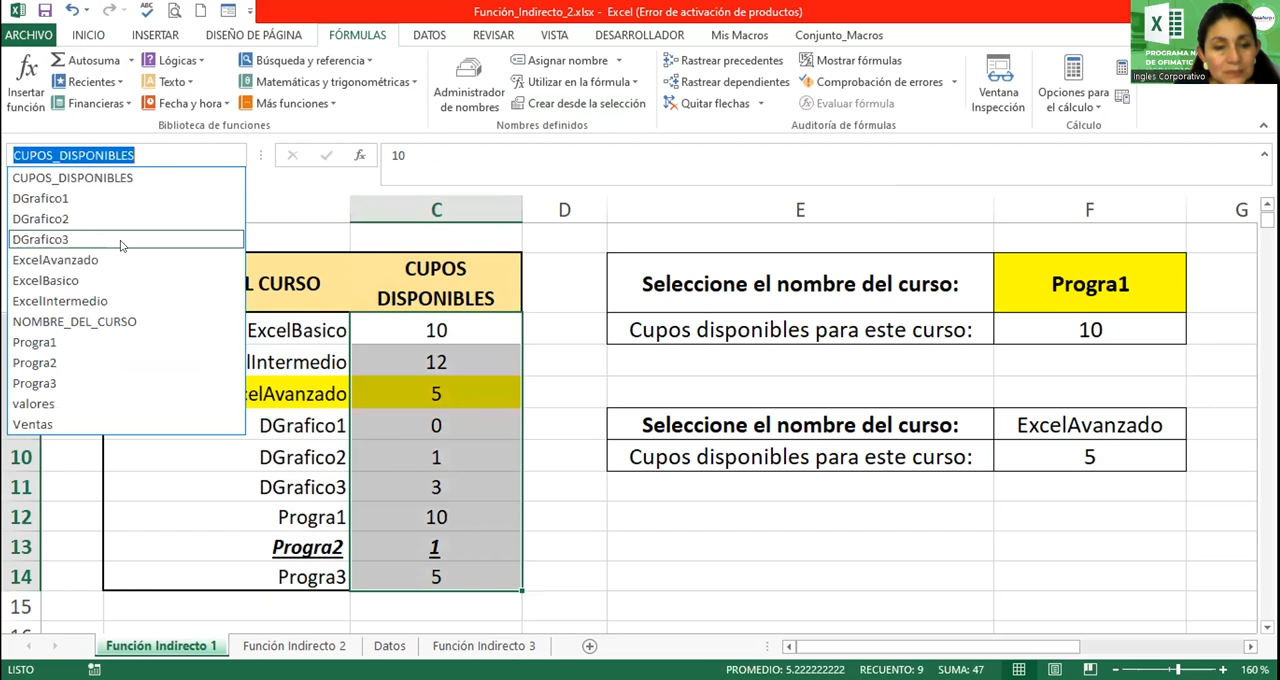 Función_Indirecto_2.xlsx - Excel (Error de activación de productos)
ARCHIVO INICIO INSERTAR DISEÑO DE PÁGINA FÓRMULAS DATOS REVISAR VISTA DESARROLLADOR Mis Macros Conjunto_Macros
PROGRAMA
DE OFIMATIC
Ingles Corporativo
fx
Insertar
función
Autosuma
Recientes
Financieras
Lógicas
Texto
Fecha y hora
Búsqueda y referencia
Matemáticas y trigonométricas
Más funciones
Biblioteca de funciones
Administrador
de nombres
Asignar nombre
Utilizar en la fórmula
Crear desde la selección
Nombres definidos
Rastrear precedentes
Rastrear dependientes
Quitar flechas
Mostrar fórmulas
Comprobación de errores
Evaluar fórmula
Auditoría de fórmulas
Ventana
Inspección
Opciones para
el cálculo
Cálculo
CUPOS_DISPONIBLES
fx
10
CUPOS_DISPONIBLES
DGrafico1
DGrafico2
DGrafico3
ExcelAvanzado
ExcelBasico
ExcelIntermedio
NOMBRE_DEL_CURSO
Progra1
Progra2
Progra3
valores
Ventas
C D E F G
L CURSO CUPOS
DISPONIBLES
ExcelBasico 10
lIntermedio 12
celAvanzado 5
DGrafico1 0
10 DGrafico2 1
11 DGrafico3 3
12 Progra1 10
13 Progra2 1
14 Progra3 5
15
Seleccione el nombre del curso: Progra1
Cupos disponibles para este curso: 10
Seleccione el nombre del curso: ExcelAvanzado
Cupos disponibles para este curso: 5
Función Indirecto 1 Función Indirecto 2 Datos Función Indirecto 3
LISTO PROMEDIO: 5.222222222 RECUENTO: 9 SUMA: 47 160 %